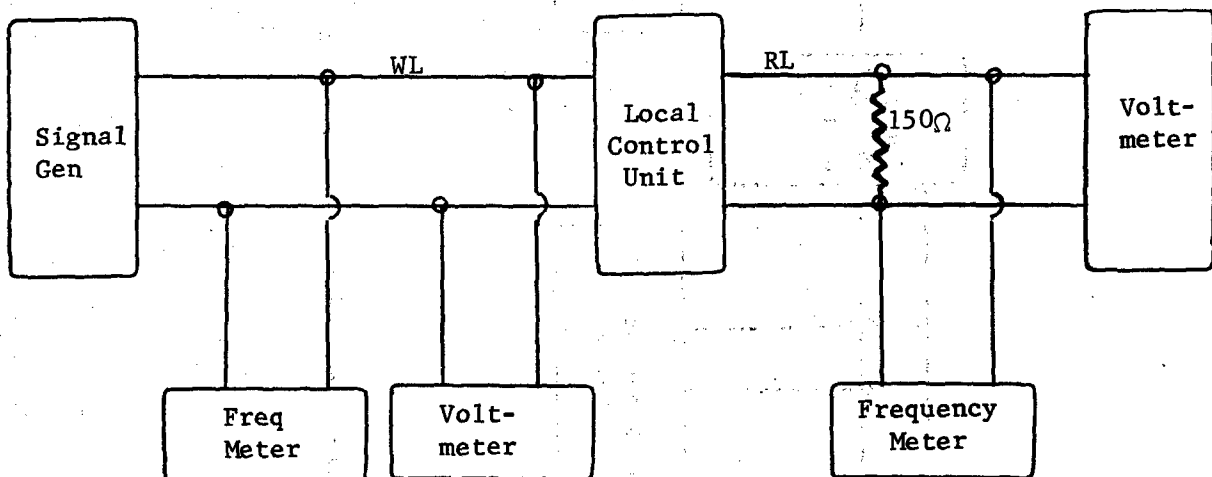 WL
RL
Signal
Gen
Local
Control
Unit
150Ω
Volt-
meter
Freq
Meter
Volt-
meter
Frequency
Meter